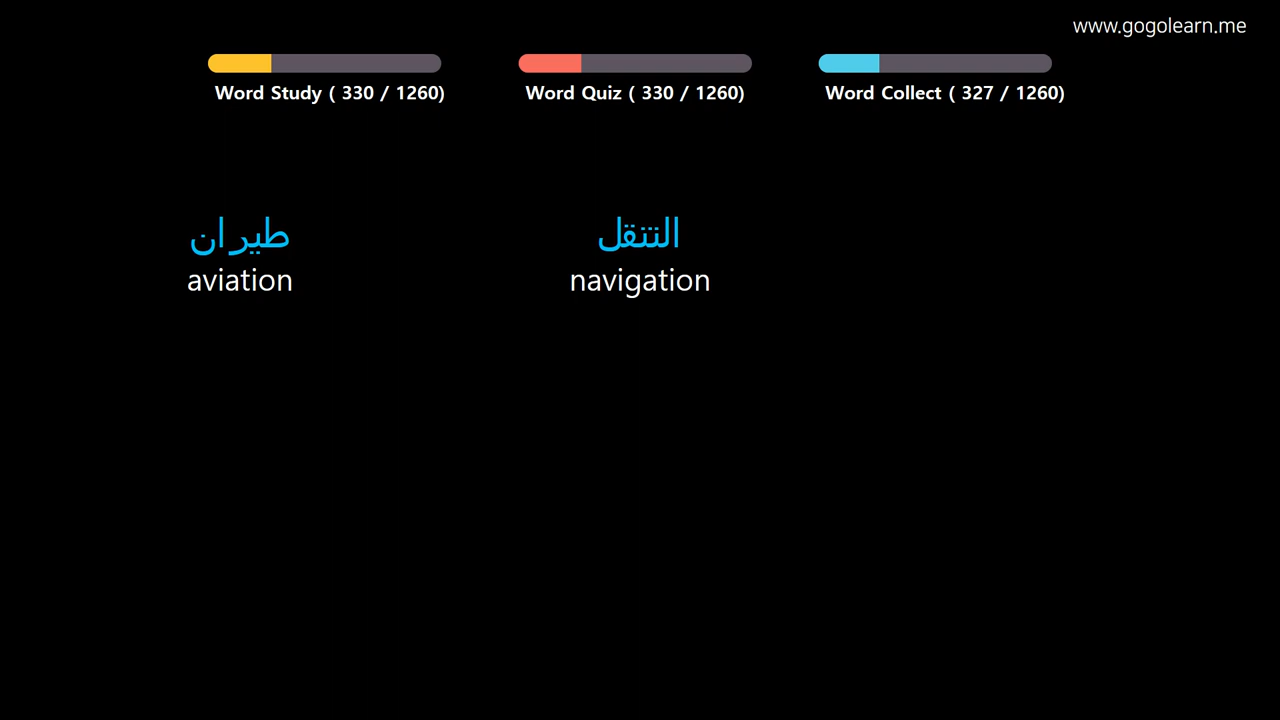 www.gogolearn.me
Word Study ( 330 / 1260)
Word Quiz ( 330 / 1260)
Word Collect ( 327 / 1260)
طيران
aviation
التنقل
navigation